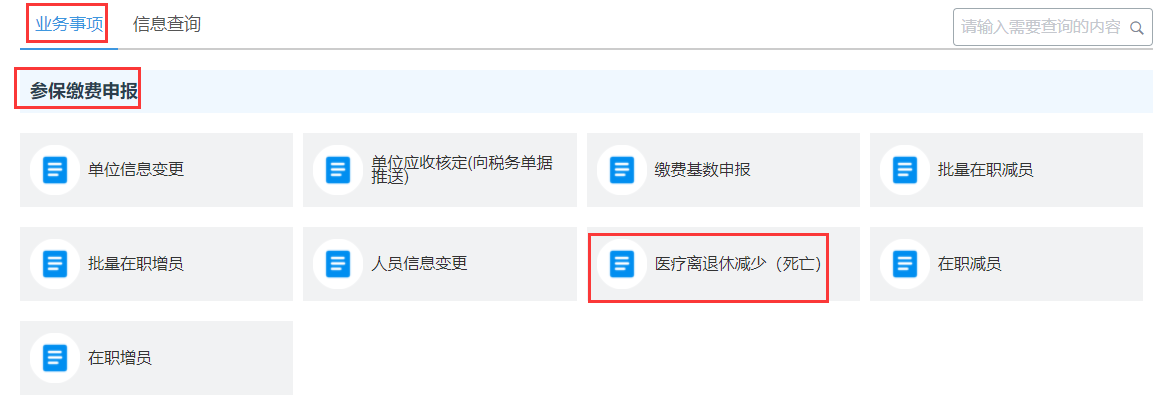 业务事项 信息查询 请输入需要查询的内容
参保缴费申报
单位信息变更
单位应收核定(向税务单据
推送)
缴费基数申报
批量在职减员
批量在职增员
人员信息变更
医疗离退休减少（死亡）
在职减员
在职增员